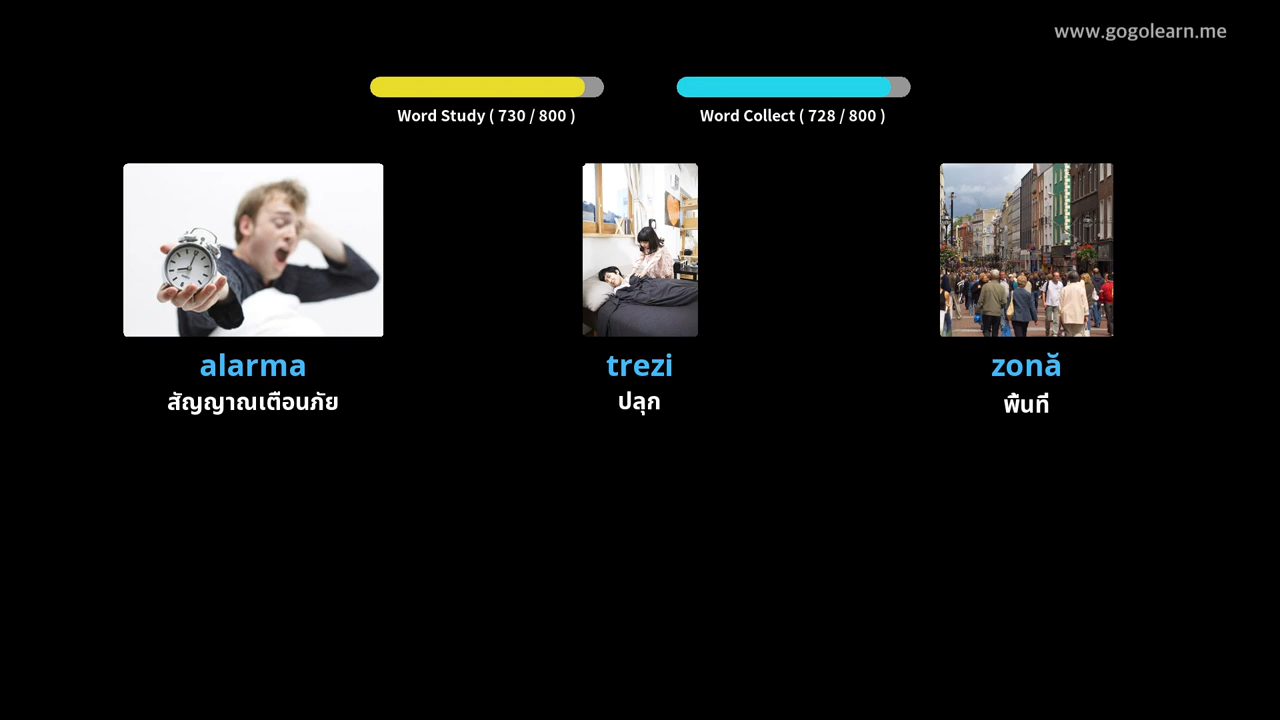 www.gogolearn.me
Word Study ( 730 / 800 )
Word Collect ( 728 / 800 )
alarma
trezi
zonă
สัญญาณเตือนภัย
ปลุก
พื้นที่